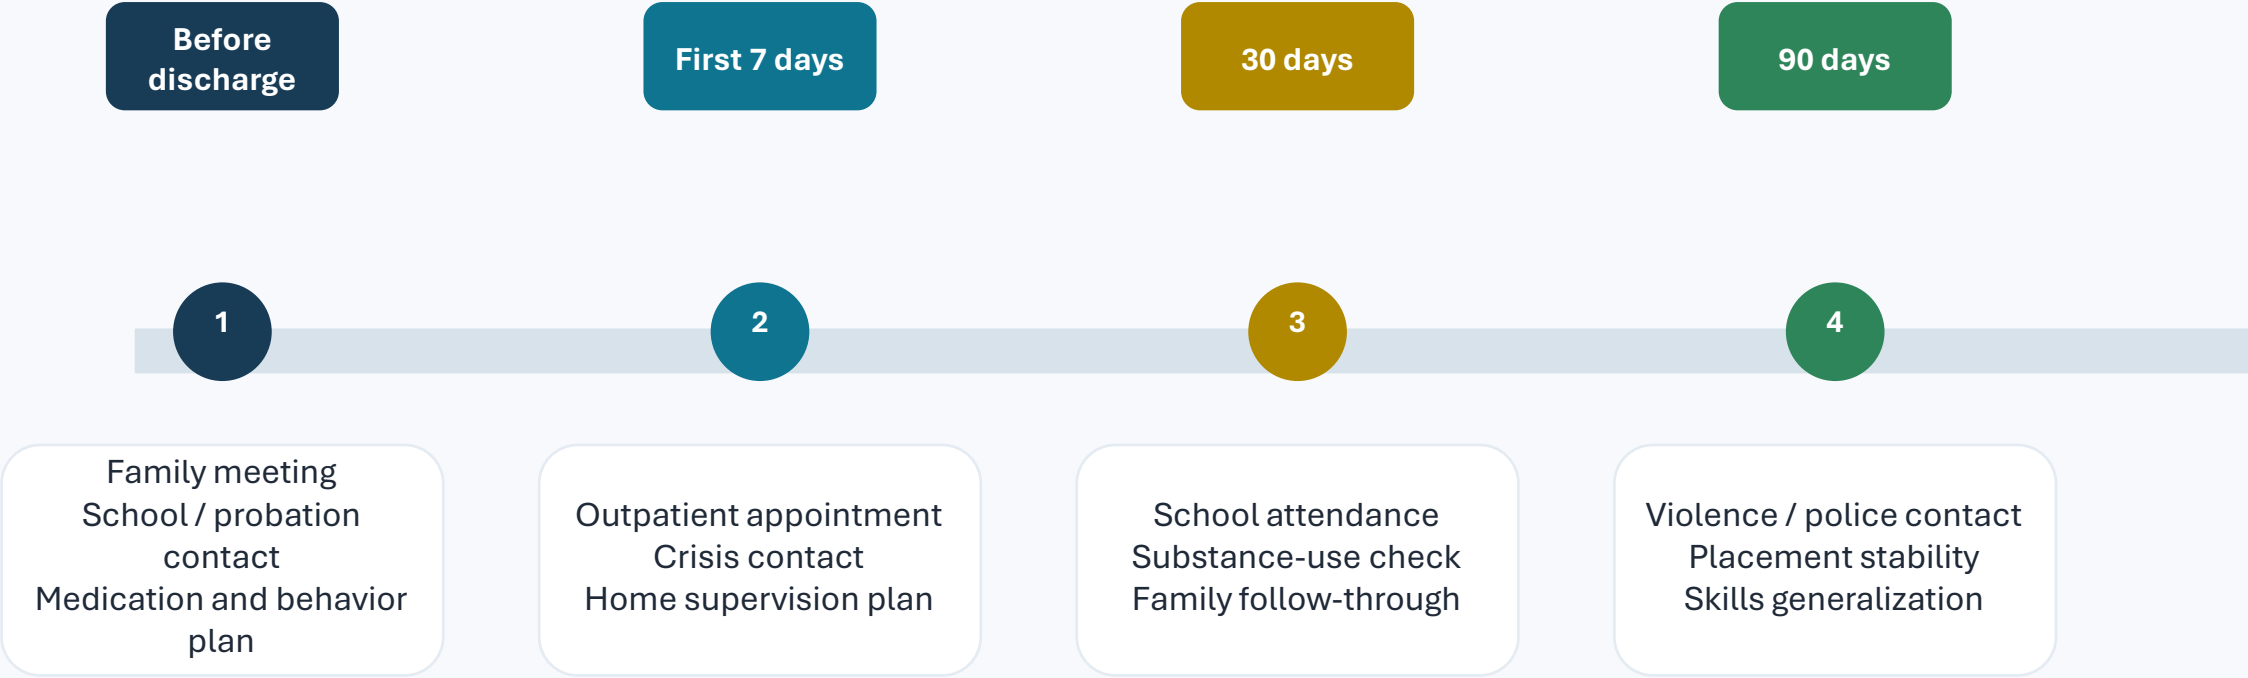 Before
discharge
First 7 days
30 days
90 days
1
2
3
4
Family meeting
School / probation
contact
Medication and behavior
plan
Outpatient appointment
Crisis contact
Home supervision plan
School attendance
Substance-use check
Family follow-through
Violence / police contact
Placement stability
Skills generalization